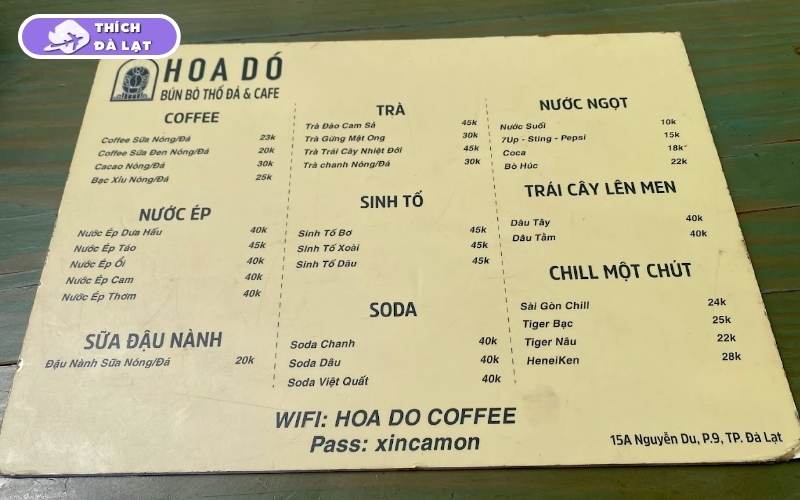 THÍCH
ĐÀ LẠT
HOA DÓ
BÚN BÒ THỐ ĐÁ & CAFE
COFFEE
Coffee Sữa Nóng/Đá 23k
Coffee Sữa Đen Nóng/Đá 20k
Cacao Nóng/Đá 30k
Bạc Xỉu Nóng/Đá 25k
NƯỚC ÉP
Nước Ép Dưa Hấu 40k
Nước Ép Táo 45k
Nước Ép Ổi 40k
Nước Ép Cam 40k
Nước Ép Thơm 40k
SỮA ĐẬU NÀNH
Đậu Nành Sữa Nóng/Đá 20k
TRÀ
Trà Đào Cam Sả 45k
Trà Gừng Mật Ong 30k
Trà Trái Cây Nhiệt Đới 45k
Trà chanh Nóng/Đá 30k
SINH TỐ
Sinh Tố Bơ 45k
Sinh Tố Xoài 45k
Sinh Tố Dâu 45k
SODA
Soda Chanh 40k
Soda Dâu 40k
Soda Việt Quất 40k
NƯỚC NGỌT
Nước Suối 10k
7Up - Sting - Pepsi 15k
Coca 18k
Bò Húc 22k
TRÁI CÂY LÊN MEN
Dâu Tây 40k
Dâu Tằm 40k
CHILL MỘT CHÚT
Sài Gòn Chill 24k
Tiger Bạc 25k
Tiger Nâu 22k
HeneiKen 28k
WIFI: HOA DO COFFEE
Pass: xincamon
15A Nguyễn Du, P.9, TP. Đà Lạt